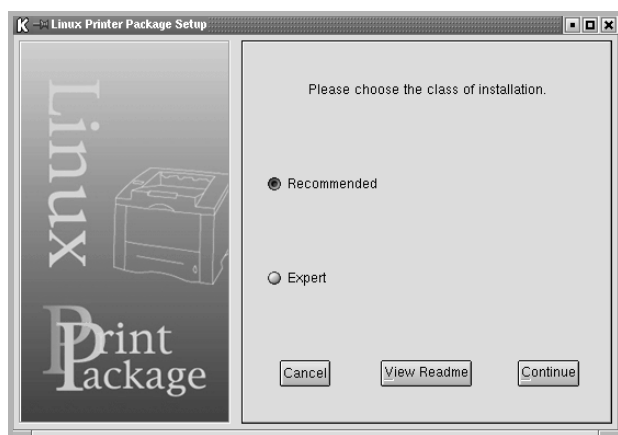 Linux Printer Package Setup
Linux
Print
Package
Please choose the class of installation.
Recommended
Expert
Cancel
View Readme
Continue